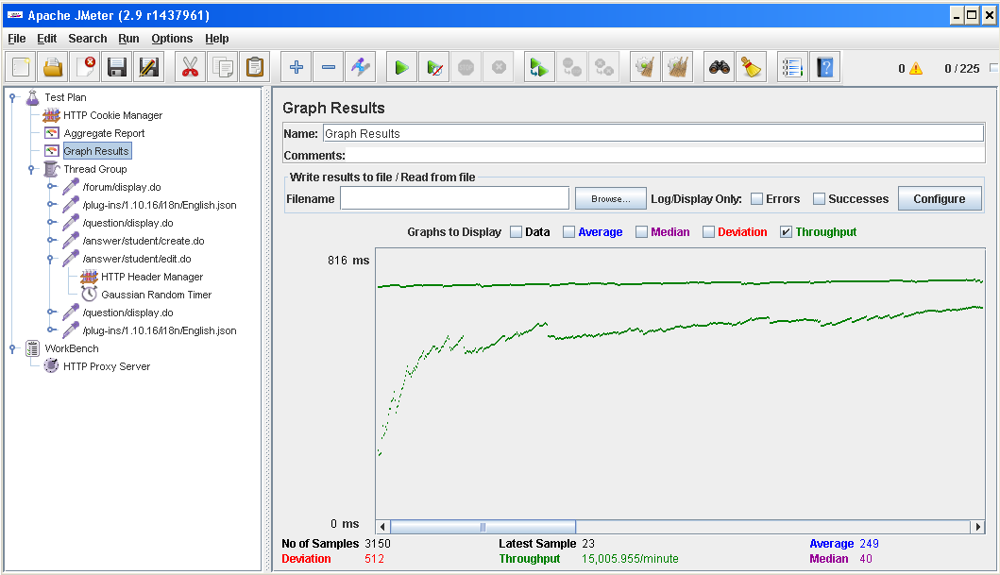 Apache JMeter (2.9 r1437961)
File Edit Search Run Options Help
0 0 / 225
Test Plan
HTTP Cookie Manager
Aggregate Report
Graph Results
Thread Group
/forum/display.do
/plug-ins/1.10.16/i18n/English.json
/question/display.do
/answer/student/create.do
/answer/student/edit.do
HTTP Header Manager
Gaussian Random Timer
/question/display.do
/plug-ins/1.10.16/i18n/English.json
WorkBench
HTTP Proxy Server
Graph Results
Name: Graph Results
Comments:
Write results to file / Read from file
Filename Browse... Log/Display Only: Errors Successes Configure
Graphs to Display Data Average Median Deviation Throughput
816 ms
0 ms
No of Samples 3150 Latest Sample 23 Average 249
Deviation 512 Throughput 15,005.955/minute Median 40